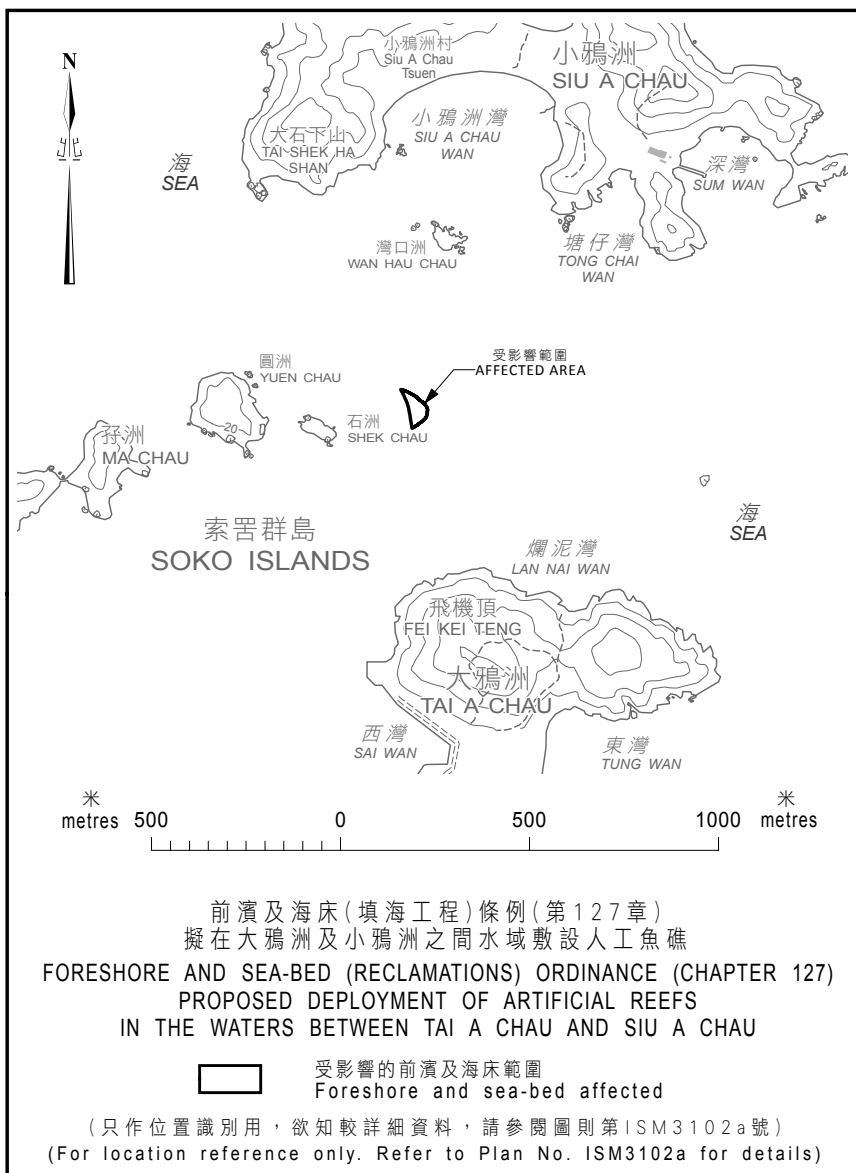 N
小鴉洲村
Siu A Chau
Tsuen
小鴉洲
SIU A CHAU
小鴉洲灣
SIU A CHAU
WAN
大石下山
TAI SHEK HA
SHAN
海
SEA
深灣
SUM WAN
灣口洲
WAN HAU CHAU
塘仔灣
TONG CHAI
WAN
受影響範圍
AFFECTED AREA
圓洲
YUEN CHAU
20
石洲
SHEK CHAU
孖洲
MA CHAU
索罟群島
SOKO ISLANDS
海
SEA
爛泥灣
LAN NAI WAN
飛機頂
FEI KEI TENG
大鴉洲
TAI A CHAU
西灣
SAI WAN
東灣
TUNG WAN
米 米
metres 500 0 500 1000 metres
前濱及海床(填海工程)條例(第127章)
擬在大鴉洲及小鴉洲之間水域敷設人工魚礁
FORESHORE AND SEA-BED (RECLAMATIONS) ORDINANCE (CHAPTER 127)
PROPOSED DEPLOYMENT OF ARTIFICIAL REEFS
IN THE WATERS BETWEEN TAI A CHAU AND SIU A CHAU
受影響的前濱及海床範圍
Foreshore and sea-bed affected
(只作位置識別用，欲知較詳細資料，請參閱圖則第ISM3102a號)
(For location reference only. Refer to Plan No. ISM3102a for details)